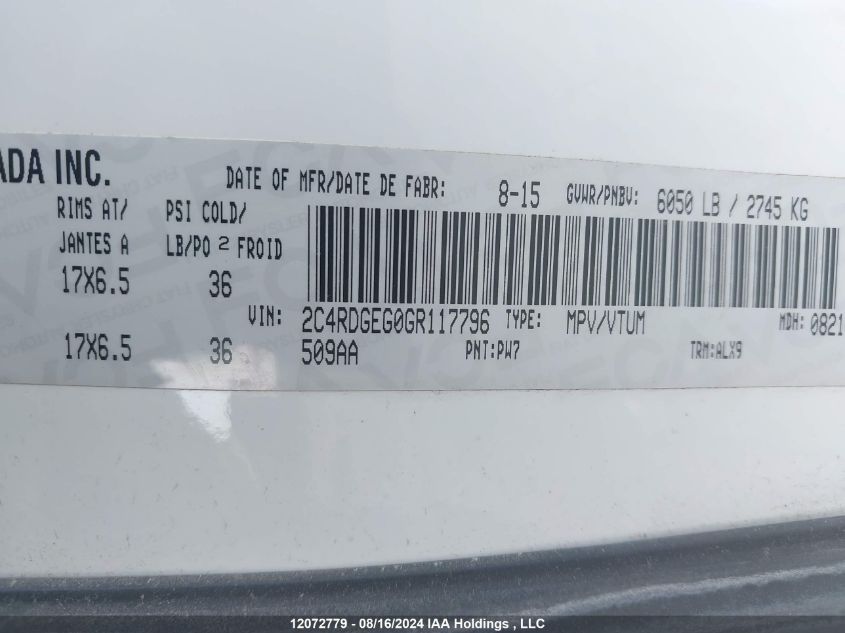 ADA INC.
DATE OF MFR/DATE DE FABR: 8-15 GVWR/PNBV: 6050 LB / 2745 KG
RIMS AT/ PSI COLD/
JANTES A LB/PO 2 FROID
17X6.5 36
VIN: 2C4RDGEG0GR117796 TYPE: MPV/VTUM MDH: 0821
17X6.5 36 509AA PNT:PW7 TRM:ALX9
12072779 - 08/16/2024 IAA Holdings , LLC